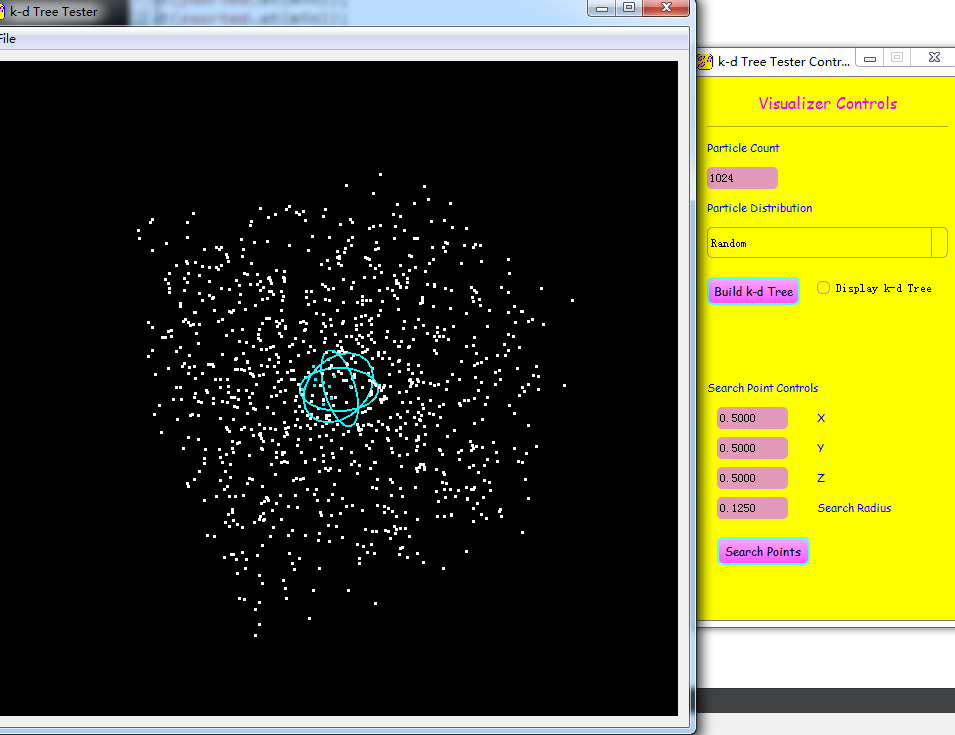 k-d Tree Tester
File
k-d Tree Tester Contr...
Visualizer Controls
Particle Count
1024
Particle Distribution
Random
Build k-d Tree
Display k-d Tree
Search Point Controls
0.5000 X
0.5000 Y
0.5000 Z
0.1250 Search Radius
Search Points